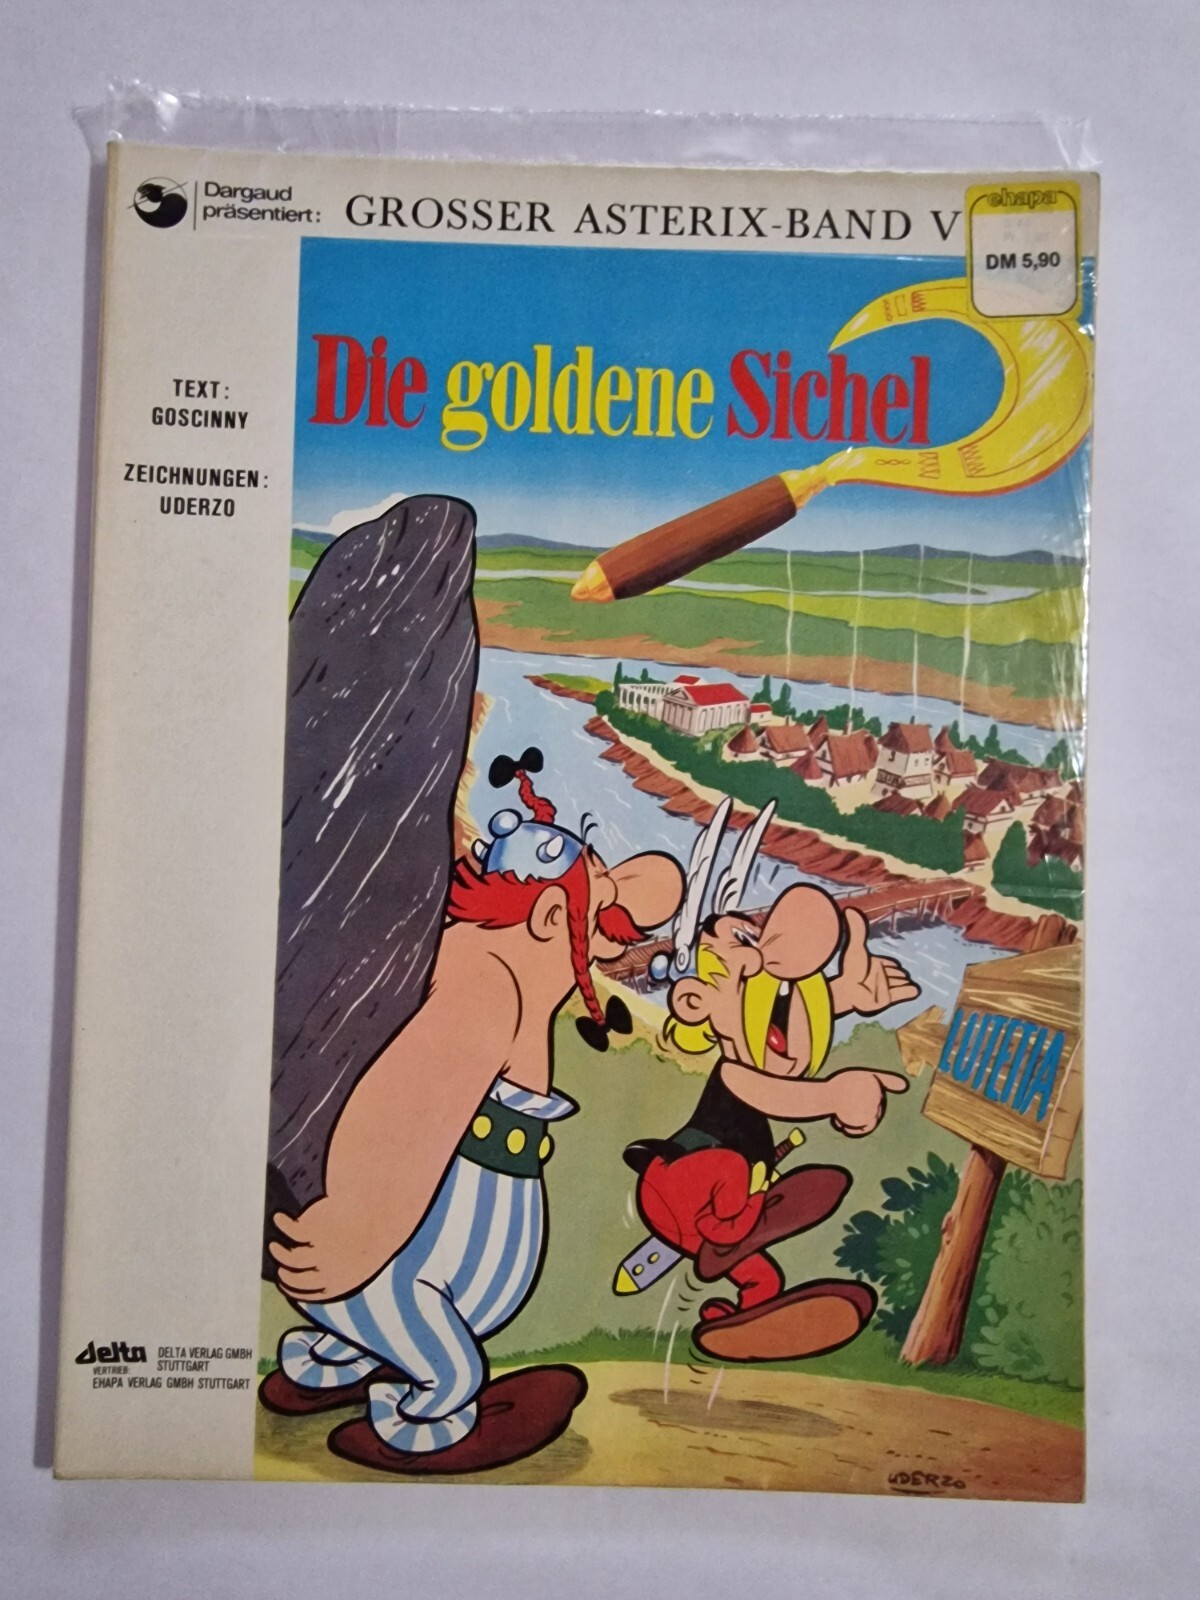 Dargaud
präsentiert:
GROSSER ASTERIX-BAND V
ehapa
DM 5,90
Die goldene Sichel
TEXT:
GOSCINNY
ZEICHNUNGEN:
UDERZO
LUTETIA
delta
DELTA VERLAG GMBH
STUTTGART
VERTRIEB:
EHAPA VERLAG GMBH STUTTGART
UDERZO